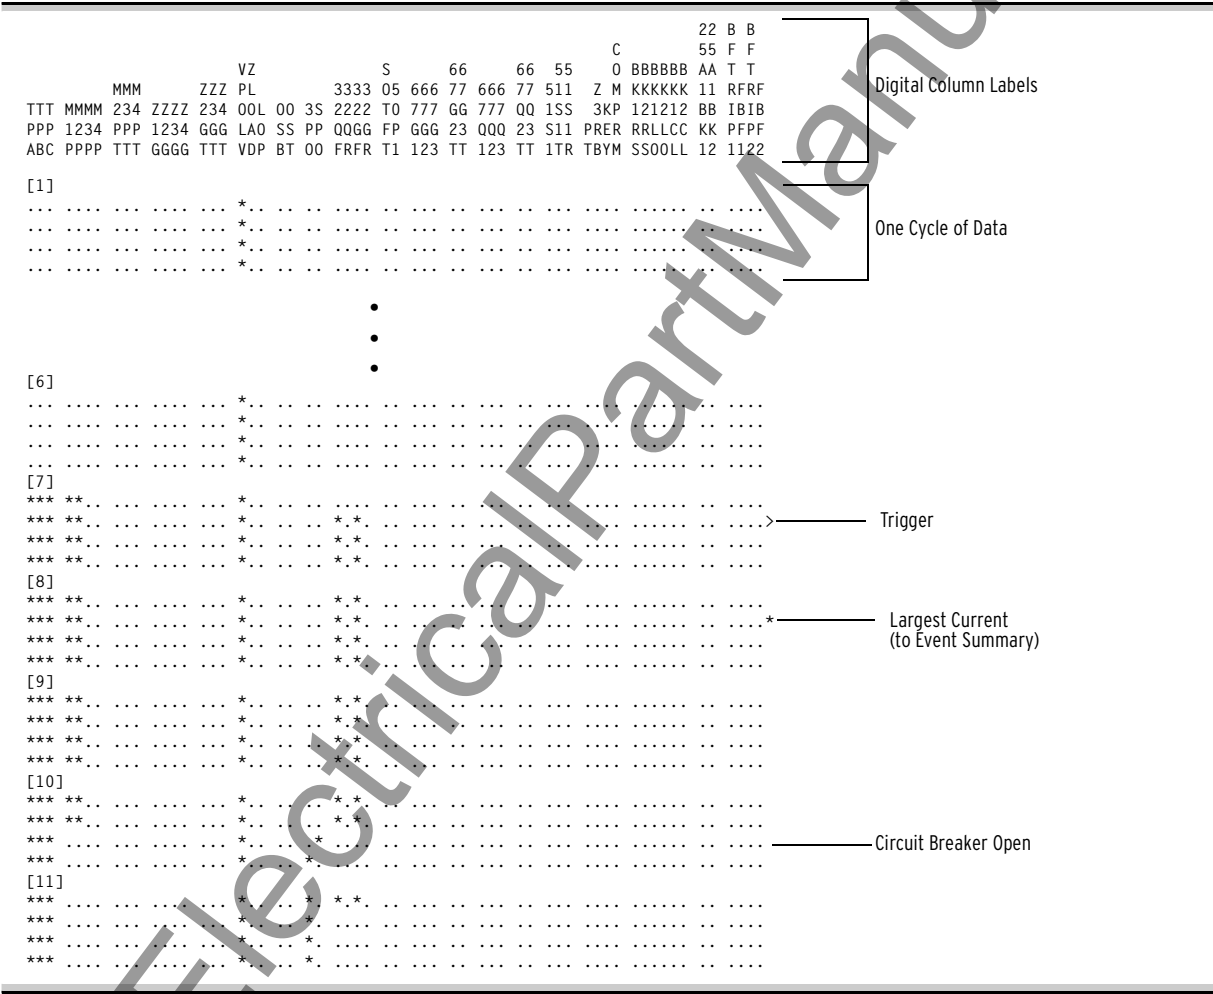 22 B B
C 55 F F
VZ S 66 66 55 O BBBBBB AA T T
MMM ZZZ PL 3333 05 666 77 666 77 511 Z M KKKKKK 11 RFRF
TTT MMMM 234 ZZZZ 234 OOL OO 3S 2222 TO 777 GG 777 QQ 1SS 3KP 121212 BB IBIB
PPP 1234 PPP 1234 GGG LAO SS PP QQGG FP GGG 23 QQQ 23 S11 PRER RRLLCC KK PFPF
ABC PPPP TTT GGGG TTT VDP BT OO FRFR T1 123 TT 123 TT 1TR TBYM SSOOLL 12 1122
Digital Column Labels
[1]
... .... ... .... ... *.. .. .. .... .. ... .. ... .. ... .... ...... .. ....
... .... ... .... ... *.. .. .. .... .. ... .. ... .. ... .... ...... .. ....
... .... ... .... ... *.. .. .. .... .. ... .. ... .. ... .... ...... .. ....
... .... ... .... ... *.. .. .. .... .. ... .. ... .. ... .... ...... .. ....
One Cycle of Data
•
•
•
[6]
... .... ... .... ... *.. .. .. .... .. ... .. ... .. ... .... ...... .. ....
... .... ... .... ... *.. .. .. .... .. ... .. ... .. ... .... ...... .. ....
... .... ... .... ... *.. .. .. .... .. ... .. ... .. ... .... ...... .. ....
... .... ... .... ... *.. .. .. .... .. ... .. ... .. ... .... ...... .. ....
[7]
*** **.. ... .... ... *.. .. .. .... .. ... .. ... .. ... .... ...... .. ....
*** **.. ... .... ... *.. .. .. *.*. .. ... .. ... .. ... .... ...... .. ....> Trigger
*** **.. ... .... ... *.. .. .. *.*. .. ... .. ... .. ... .... ...... .. ....
*** **.. ... .... ... *.. .. .. *.*. .. ... .. ... .. ... .... ...... .. ....
[8]
*** **.. ... .... ... *.. .. .. *.*. .. ... .. ... .. ... .... ...... .. ....
*** **.. ... .... ... *.. .. .. *.*. .. ... .. ... .. ... .... ...... .. ....* Largest Current
(to Event Summary)
*** **.. ... .... ... *.. .. .. *.*. .. ... .. ... .. ... .... ...... .. ....
*** **.. ... .... ... *.. .. .. *.*. .. ... .. ... .. ... .... ...... .. ....
[9]
*** **.. ... .... ... *.. .. .. *.*. .. ... .. ... .. ... .... ...... .. ....
*** **.. ... .... ... *.. .. .. *.*. .. ... .. ... .. ... .... ...... .. ....
*** **.. ... .... ... *.. .. .. *.*. .. ... .. ... .. ... .... ...... .. ....
*** **.. ... .... ... *.. .. .. *.*. .. ... .. ... .. ... .... ...... .. ....
[10]
*** **.. ... .... ... *.. .. .. *.*. .. ... .. ... .. ... .... ...... .. ....
*** **.. ... .... ... *.. .. .. *.*. .. ... .. ... .. ... .... ...... .. ....
*** .... ... .... ... *.. .. .* .... .. ... .. ... .. ... .... ...... .. .... Circuit Breaker Open
*** .... ... .... ... *.. .. *. .... .. ... .. ... .. ... .... ...... .. ....
[11]
*** .... ... .... ... *.. .. *. *.*. .. ... .. ... .. ... .... ...... .. ....
*** .... ... .... ... *.. .. *. .... .. ... .. ... .. ... .... ...... .. ....
*** .... ... .... ... *.. .. *. .... .. ... .. ... .. ... .... ...... .. ....
*** .... ... .... ... *.. .. *. .... .. ... .. ... .. ... .... ...... .. ....
ElectricalPartManu